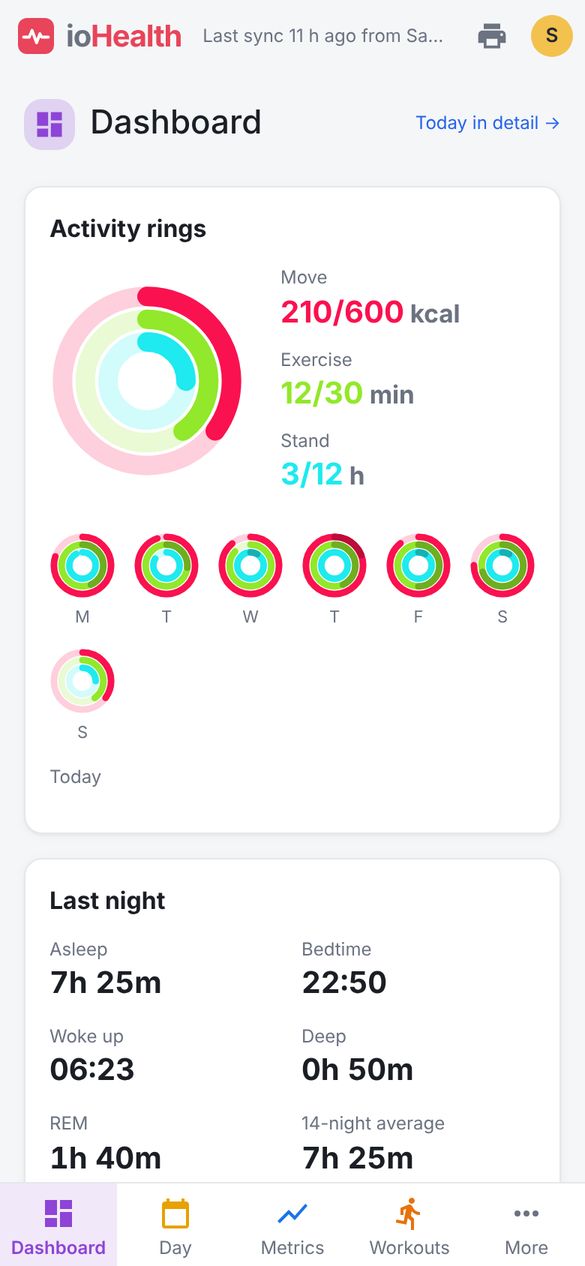 ioHealth Last sync 11 h ago from Sa... S
Dashboard Today in detail →
Activity rings
Move
210/600 kcal
Exercise
12/30 min
Stand
3/12 h
M T W T F S
S
Today
Last night
Asleep Bedtime
7h 25m 22:50
Woke up Deep
06:23 0h 50m
REM 14-night average
1h 40m 7h 25m
Dashboard Day Metrics Workouts More